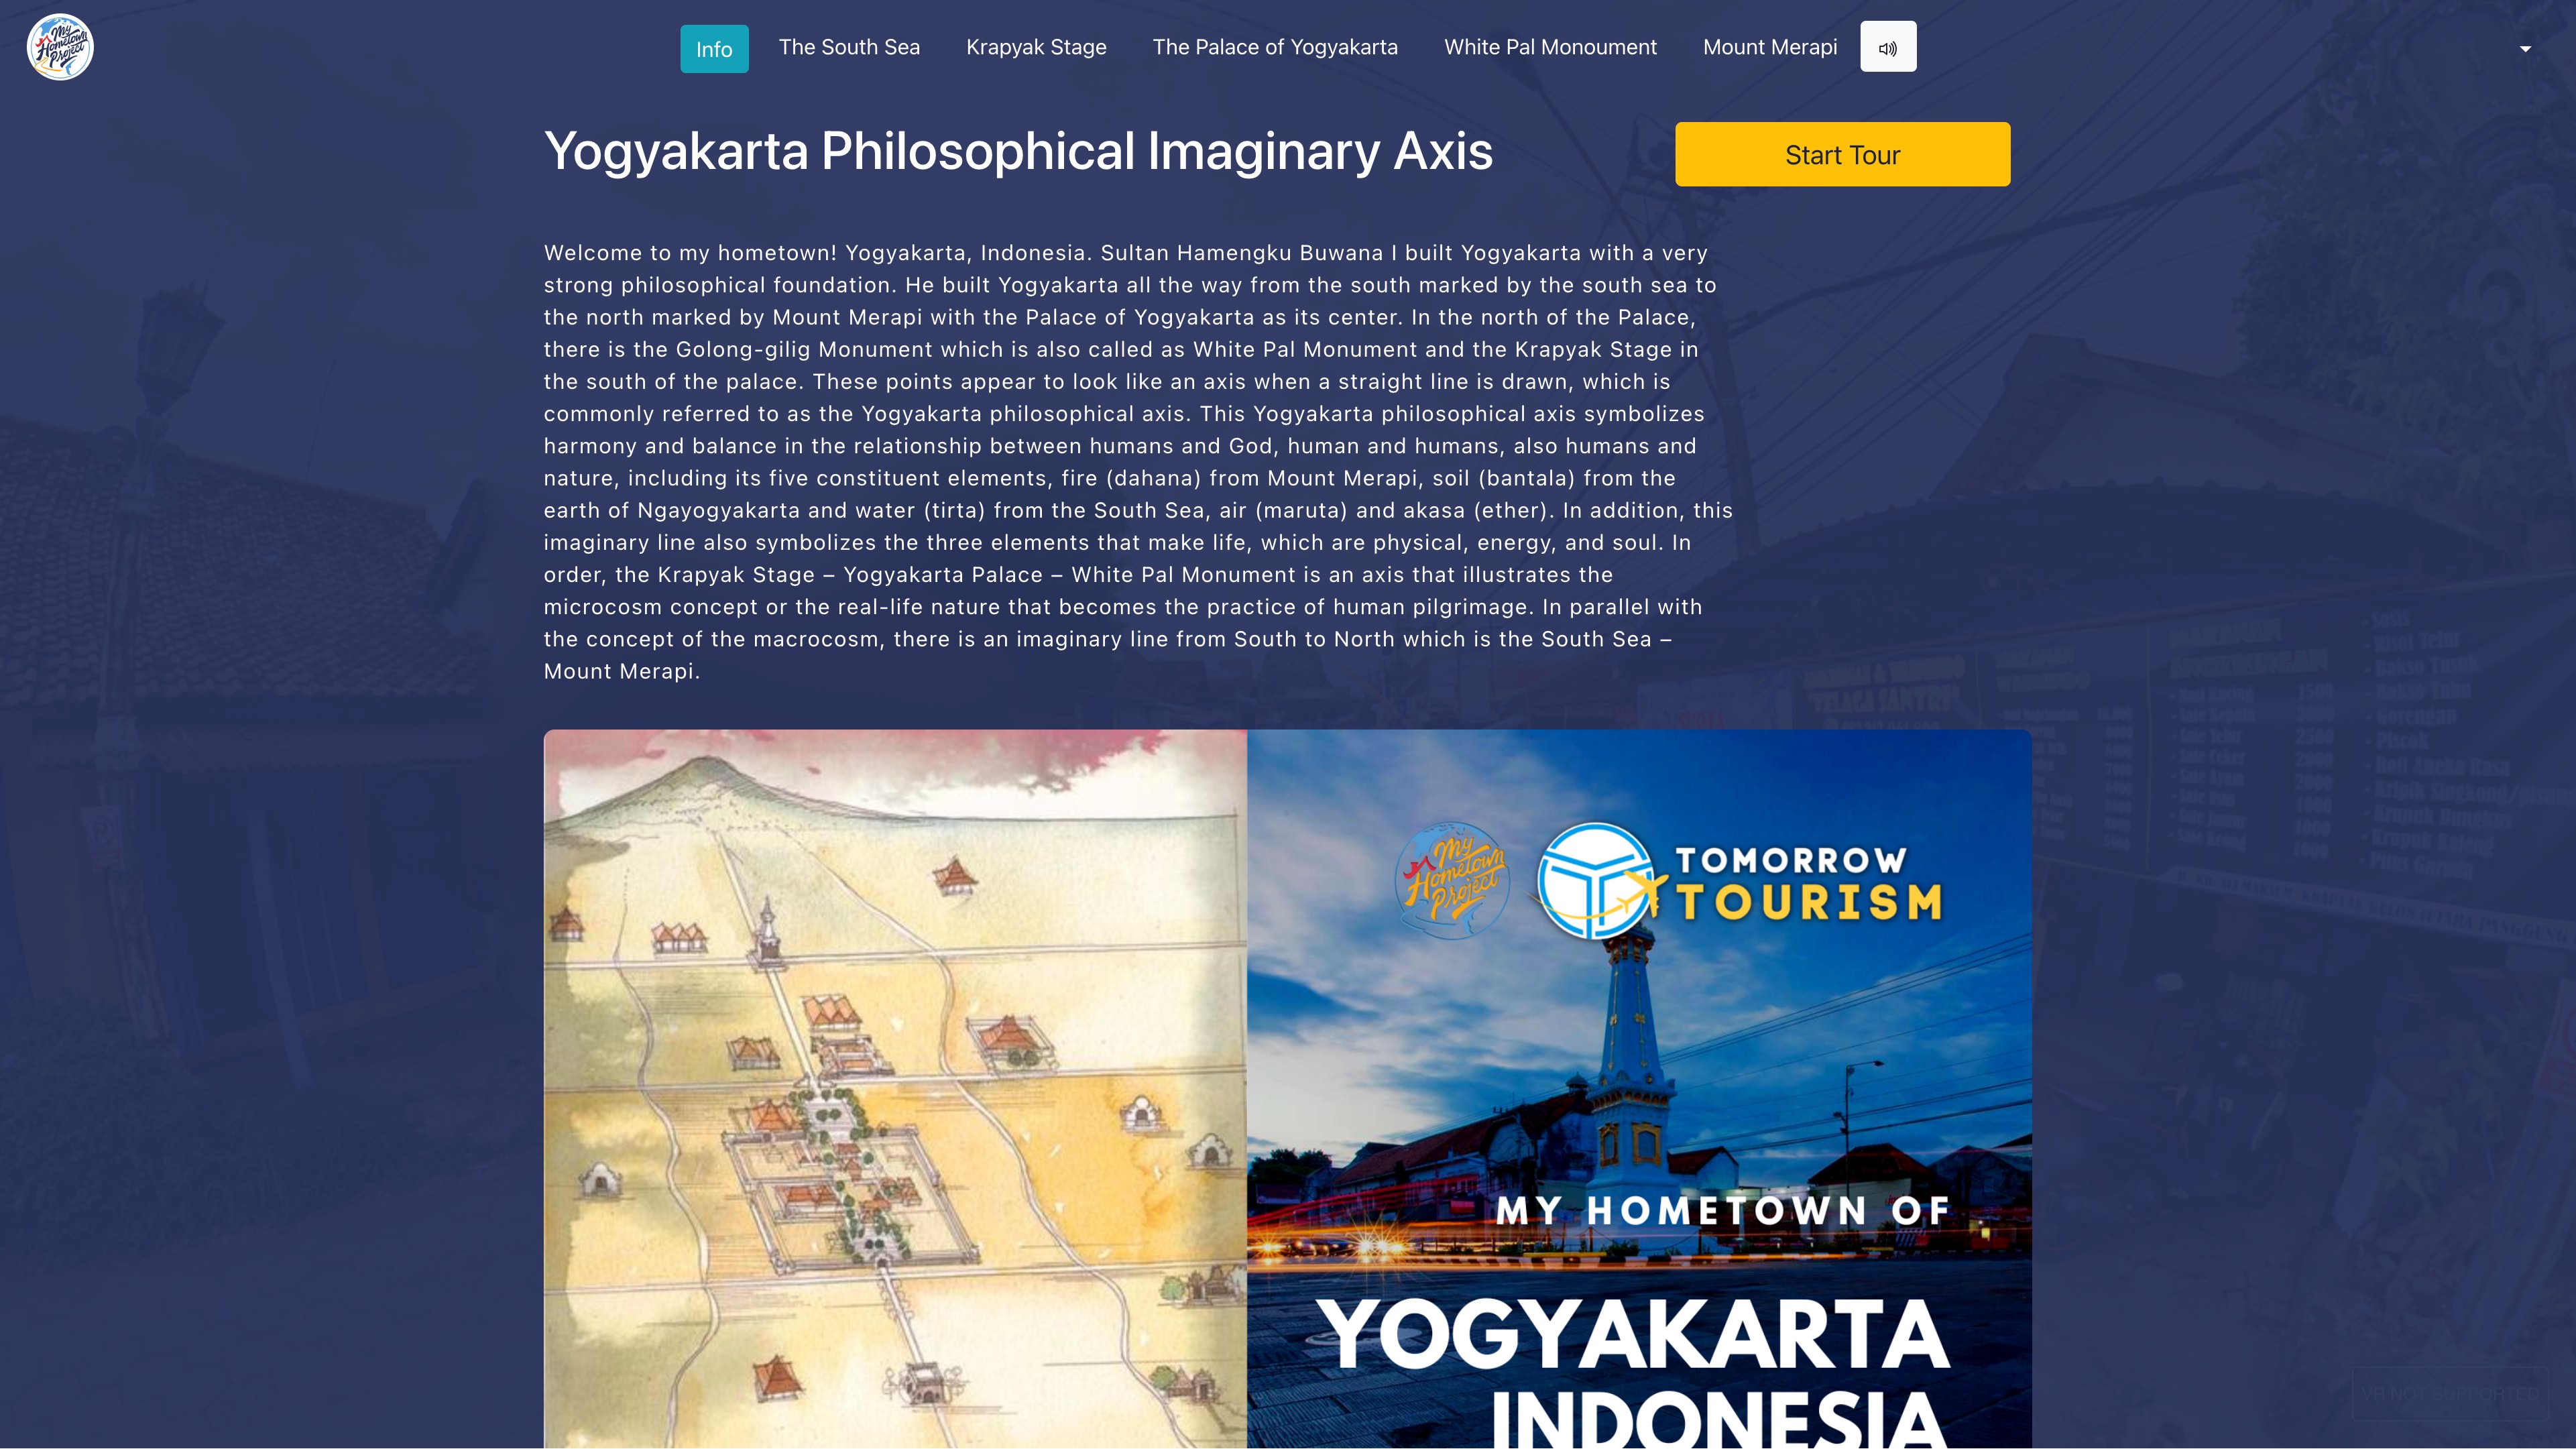 My Hometown Project
Info
The South Sea
Krapyak Stage
The Palace of Yogyakarta
White Pal Monoument
Mount Merapi
Yogyakarta Philosophical Imaginary Axis
Start Tour
Welcome to my hometown! Yogyakarta, Indonesia. Sultan Hamengku Buwana I built Yogyakarta with a very
strong philosophical foundation. He built Yogyakarta all the way from the south marked by the south sea to
the north marked by Mount Merapi with the Palace of Yogyakarta as its center. In the north of the Palace,
there is the Golong-gilig Monument which is also called as White Pal Monument and the Krapyak Stage in
the south of the palace. These points appear to look like an axis when a straight line is drawn, which is
commonly referred to as the Yogyakarta philosophical axis. This Yogyakarta philosophical axis symbolizes
harmony and balance in the relationship between humans and God, human and humans, also humans and
nature, including its five constituent elements, fire (dahana) from Mount Merapi, soil (bantala) from the
earth of Ngayogyakarta and water (tirta) from the South Sea, air (maruta) and akasa (ether). In addition, this
imaginary line also symbolizes the three elements that make life, which are physical, energy, and soul. In
order, the Krapyak Stage – Yogyakarta Palace – White Pal Monument is an axis that illustrates the
microcosm concept or the real-life nature that becomes the practice of human pilgrimage. In parallel with
the concept of the macrocosm, there is an imaginary line from South to North which is the South Sea –
Mount Merapi.
My Hometown Project
TOMORROW
TOURISM
MY HOMETOWN OF
YOGYAKARTA
INDONESIA
VR NOT SUPPORTED